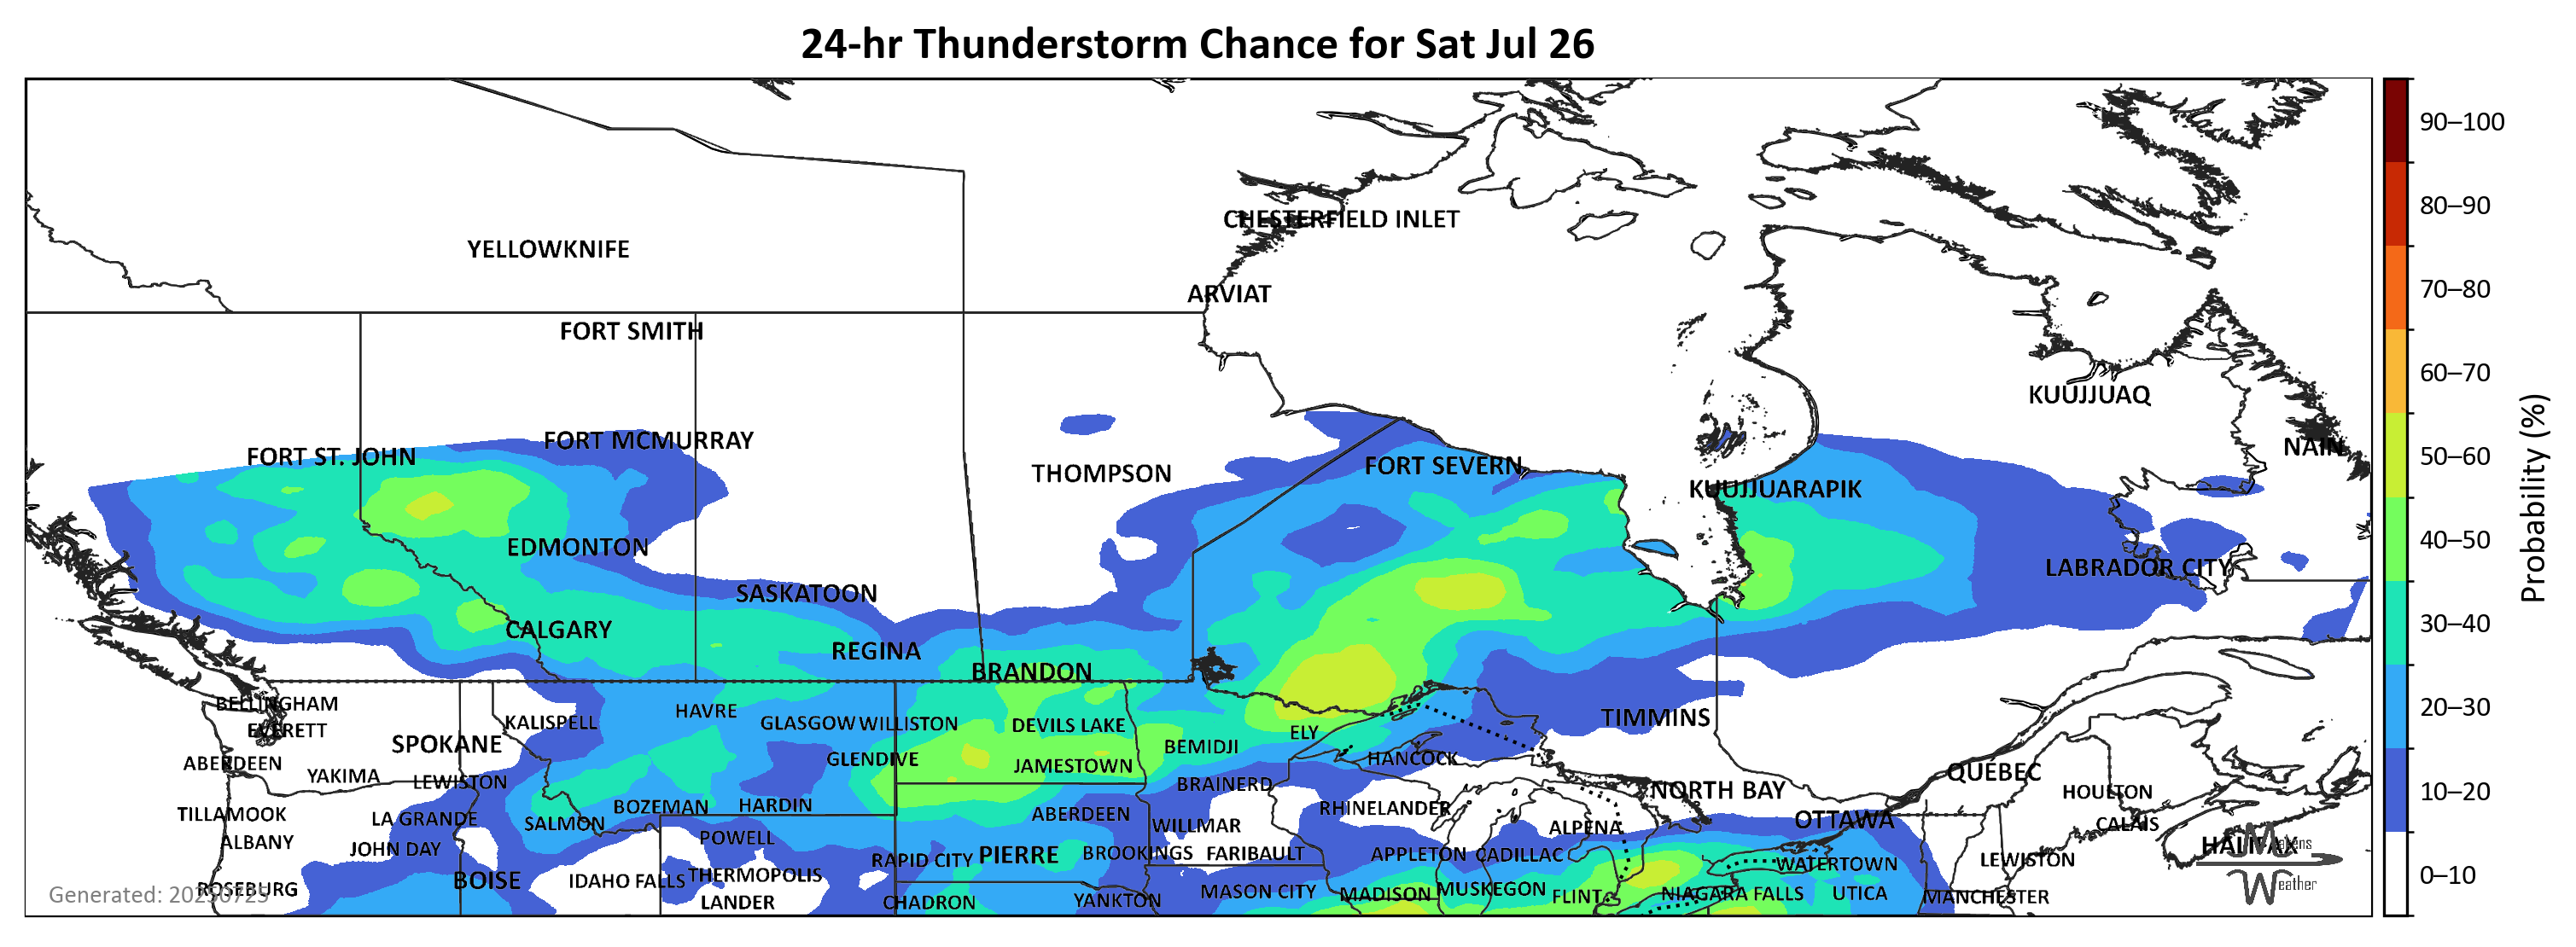 24-hr Thunderstorm Chance for Sat Jul 26
90–100
80–90
70–80
60–70
50–60
40–50
30–40
20–30
10–20
0–10
Probability (%)
CHESTERFIELD INLET
YELLOWKNIFE
ARVIAT
FORT SMITH
KUUJJUAQ
FORT MCMURRAY
NAIN
FORT ST. JOHN
FORT SEVERN
THOMPSON
KUUJJUARAPIK
EDMONTON
LABRADOR CITY
SASKATOON
CALGARY
REGINA
BRANDON
BELLINGHAM
HAVRE
TIMMINS
KALISPELL
GLASGOW
WILLISTON
DEVILS LAKE
EVERETT
ELY
SPOKANE
BEMIDJI
GLENDIVE
HANCOCK
ABERDEEN
JAMESTOWN
QUÉBEC
YAKIMA
LEWISTON
BRAINERD
NORTH BAY
HOULTON
BOZEMAN
HARDIN
RHINELANDER
TILLAMOOK
ABERDEEN
LA GRANDE
OTTAWA
SALMON
WILLMAR
ALPENA
CALAIS
POWELL
ALBANY
HALIFAX
JOHN DAY
RAPID CITY
PIERRE
BROOKINGS
FARIBAULT
APPLETON
CADILLAC
LEWISTON
WATERTOWN
THERMOPOLIS
BOISE
IDAHO FALLS
ROSEBURG
MASON CITY
MADISON
MUSKEGON
FLINT
NIAGARA FALLS
UTICA
MANCHESTER
LANDER
CHADRON
YANKTON
Generated: 20250725
Weather